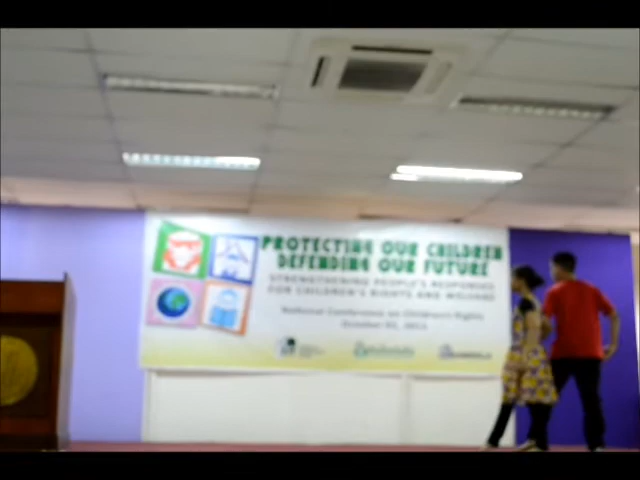 PROTECTING OUR CHILDREN
DEFENDING OUR FUTURE
STRENGTHENING PEOPLE'S RESPONSES
FOR CHILDREN'S RIGHTS AND WELFARE
National Conference on Children's Rights
October